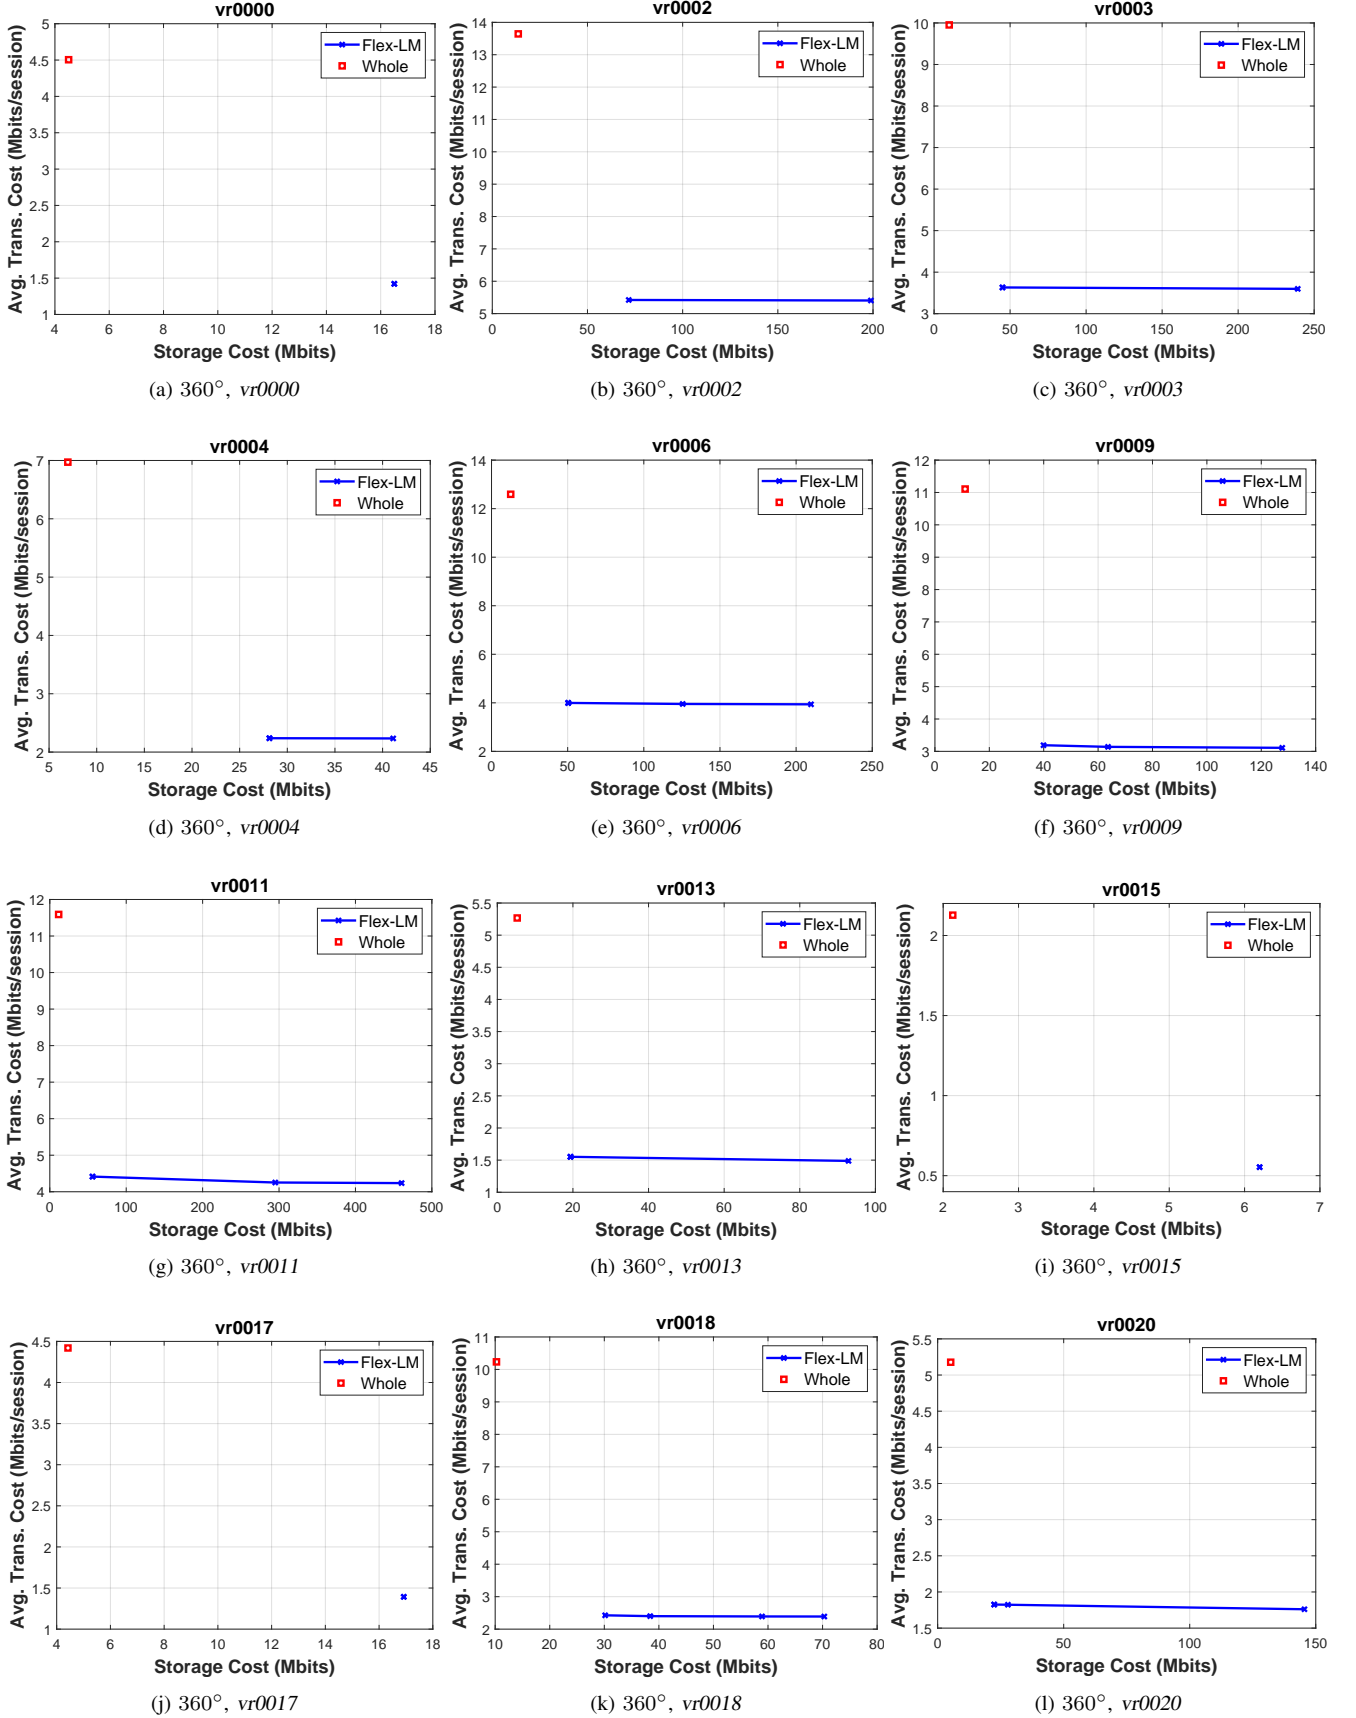 vr0000
Avg. Trans. Cost (Mbits/session)
5
4.5
4
3.5
3
2.5
2
1.5
1
Flex-LM
Whole
4 6 8 10 12 14 16 18
Storage Cost (Mbits)
(a) 360°, vr0000
vr0002
Avg. Trans. Cost (Mbits/session)
14
13
12
11
10
9
8
7
6
5
Flex-LM
Whole
0 50 100 150 200
Storage Cost (Mbits)
(b) 360°, vr0002
vr0003
Avg. Trans. Cost (Mbits/session)
10
9
8
7
6
5
4
3
Flex-LM
Whole
0 50 100 150 200 250
Storage Cost (Mbits)
(c) 360°, vr0003
vr0004
Avg. Trans. Cost (Mbits/session)
7
6
5
4
3
2
Flex-LM
Whole
5 10 15 20 25 30 35 40 45
Storage Cost (Mbits)
(d) 360°, vr0004
vr0006
Avg. Trans. Cost (Mbits/session)
14
12
10
8
6
4
2
Flex-LM
Whole
0 50 100 150 200 250
Storage Cost (Mbits)
(e) 360°, vr0006
vr0009
Avg. Trans. Cost (Mbits/session)
12
11
10
9
8
7
6
5
4
3
Flex-LM
Whole
0 20 40 60 80 100 120 140
Storage Cost (Mbits)
(f) 360°, vr0009
vr0011
Avg. Trans. Cost (Mbits/session)
12
11
10
9
8
7
6
5
4
Flex-LM
Whole
0 100 200 300 400 500
Storage Cost (Mbits)
(g) 360°, vr0011
vr0013
Avg. Trans. Cost (Mbits/session)
5.5
5
4.5
4
3.5
3
2.5
2
1.5
1
Flex-LM
Whole
0 20 40 60 80 100
Storage Cost (Mbits)
(h) 360°, vr0013
vr0015
Avg. Trans. Cost (Mbits/session)
2
1.5
1
0.5
Flex-LM
Whole
2 3 4 5 6 7
Storage Cost (Mbits)
(i) 360°, vr0015
vr0017
Avg. Trans. Cost (Mbits/session)
4.5
4
3.5
3
2.5
2
1.5
1
Flex-LM
Whole
4 6 8 10 12 14 16 18
Storage Cost (Mbits)
(j) 360°, vr0017
vr0018
Avg. Trans. Cost (Mbits/session)
11
10
9
8
7
6
5
4
3
2
Flex-LM
Whole
10 20 30 40 50 60 70 80
Storage Cost (Mbits)
(k) 360°, vr0018
vr0020
Avg. Trans. Cost (Mbits/session)
5.5
5
4.5
4
3.5
3
2.5
2
1.5
Flex-LM
Whole
0 50 100 150
Storage Cost (Mbits)
(l) 360°, vr0020